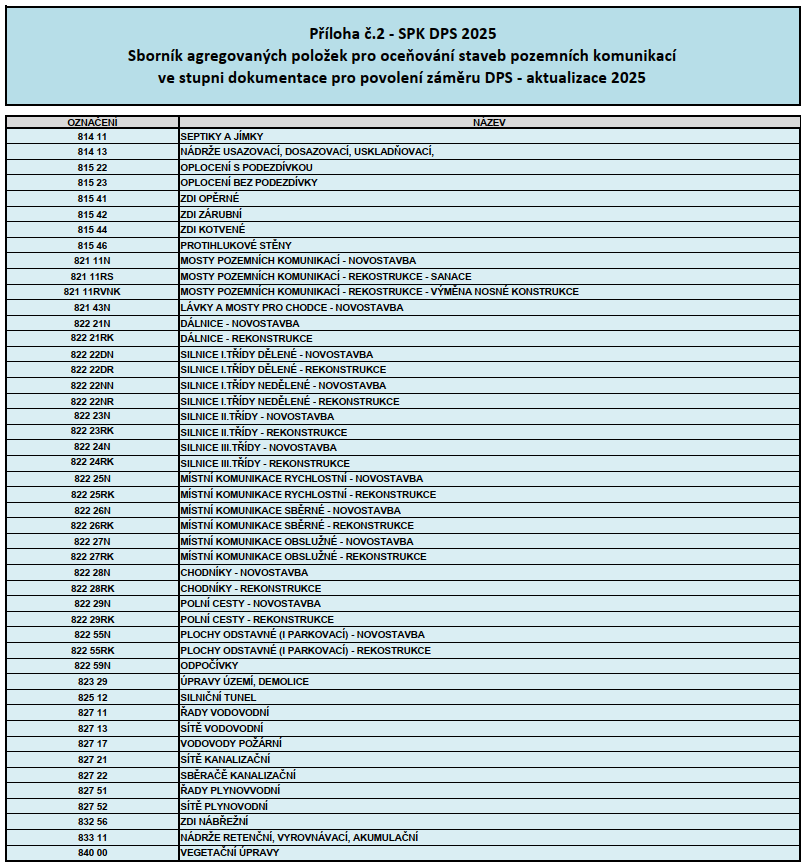 Příloha č.2 - SPK DPS 2025
Sborník agregovaných položek pro oceňování staveb pozemních komunikací
ve stupni dokumentace pro povolení záměru DPS - aktualizace 2025
OZNAČENÍ NÁZEV
814 11 SEPTIKY A JÍMKY
814 13 NÁDRŽE USAZOVACÍ, DOSAZOVACÍ, USKLADŇOVACÍ,
815 22 OPLOCENÍ S PODEZDÍVKOU
815 23 OPLOCENÍ BEZ PODEZDÍVKY
815 41 ZDI OPĚRNÉ
815 42 ZDI ZÁRUBNÍ
815 44 ZDI KOTVENÉ
815 46 PROTIHLUKOVÉ STĚNY
821 11N MOSTY POZEMNÍCH KOMUNIKACÍ - NOVOSTAVBA
821 11RS MOSTY POZEMNÍCH KOMUNIKACÍ - REKOSTRUKCE - SANACE
821 11RVNK MOSTY POZEMNÍCH KOMUNIKACÍ - REKOSTRUKCE - VÝMĚNA NOSNÉ KONSTRUKCE
821 43N LÁVKY A MOSTY PRO CHODCE - NOVOSTAVBA
822 21N DÁLNICE - NOVOSTAVBA
822 21RK DÁLNICE - REKONSTRUKCE
822 22DN SILNICE I.TŘÍDY DĚLENÉ - NOVOSTAVBA
822 22DR SILNICE I.TŘÍDY DĚLENÉ - REKONSTRUKCE
822 22NN SILNICE I.TŘÍDY NEDĚLENÉ - NOVOSTAVBA
822 22NR SILNICE I.TŘÍDY NEDĚLENÉ - REKONSTRUKCE
822 23N SILNICE II.TŘÍDY - NOVOSTAVBA
822 23RK SILNICE II.TŘÍDY - REKONSTRUKCE
822 24N SILNICE III.TŘÍDY - NOVOSTAVBA
822 24RK SILNICE III.TŘÍDY - REKONSTRUKCE
822 25N MÍSTNÍ KOMUNIKACE RYCHLOSTNÍ - NOVOSTAVBA
822 25RK MÍSTNÍ KOMUNIKACE RYCHLOSTNÍ - REKONSTRUKCE
822 26N MÍSTNÍ KOMUNIKACE SBĚRNÉ - NOVOSTAVBA
822 26RK MÍSTNÍ KOMUNIKACE SBĚRNÉ - REKONSTRUKCE
822 27N MÍSTNÍ KOMUNIKACE OBSLUŽNÉ - NOVOSTAVBA
822 27RK MÍSTNÍ KOMUNIKACE OBSLUŽNÉ - REKONSTRUKCE
822 28N CHODNÍKY - NOVOSTAVBA
822 28RK CHODNÍKY - REKONSTRUKCE
822 29N POLNÍ CESTY - NOVOSTAVBA
822 29RK POLNÍ CESTY - REKONSTRUKCE
822 55N PLOCHY ODSTAVNÉ (I PARKOVACÍ) - NOVOSTAVBA
822 55RK PLOCHY ODSTAVNÉ (I PARKOVACÍ) - REKOSTRUKCE
822 59N ODPOČÍVKY
823 29 ÚPRAVY ÚZEMÍ, DEMOLICE
825 12 SILNIČNÍ TUNEL
827 11 ŘADY VODOVODNÍ
827 13 SÍTĚ VODOVODNÍ
827 17 VODOVODY POŽÁRNÍ
827 21 SÍTĚ KANALIZAČNÍ
827 22 SBĚRAČE KANALIZAČNÍ
827 51 ŘADY PLYNOVVODNÍ
827 52 SÍTĚ PLYNOVODNÍ
832 56 ZDI NÁBŘEŽNÍ
833 11 NÁDRŽE RETENČNÍ, VYROVNÁVACÍ, AKUMULAČNÍ
840 00 VEGETAČNÍ ÚPRAVY